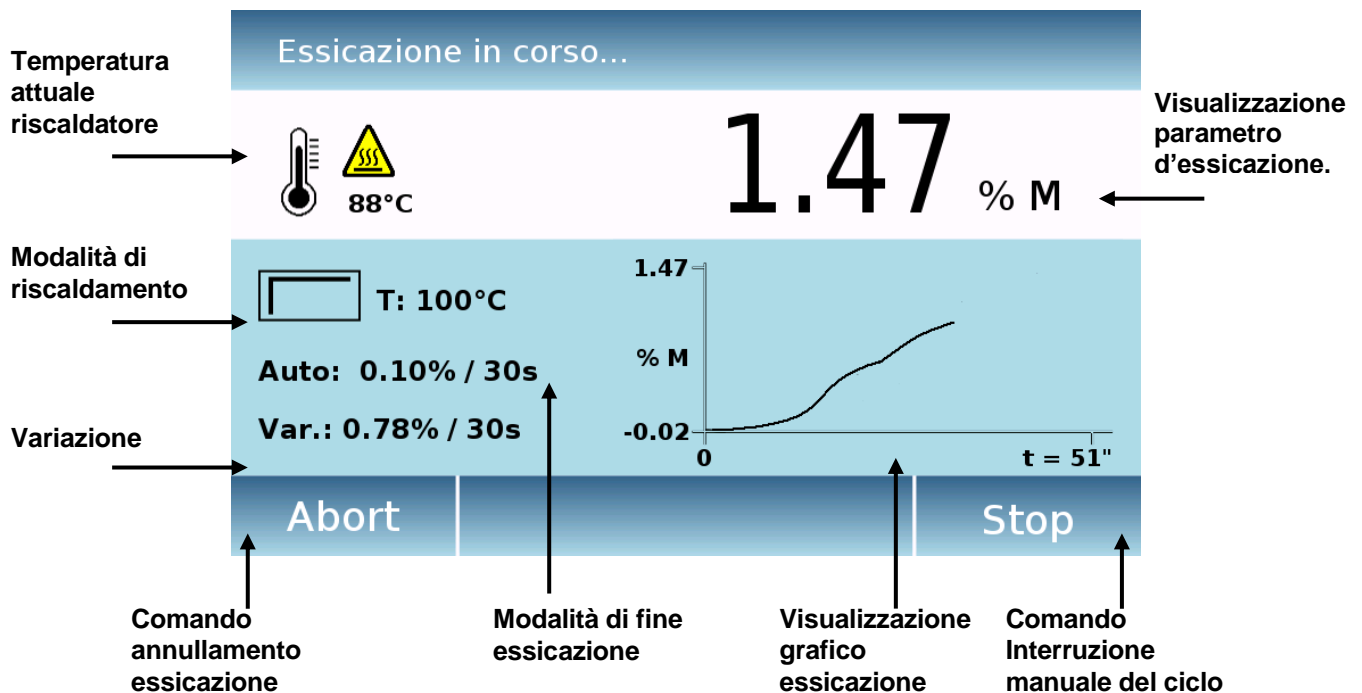 Essicazione in corso...
Temperatura
attuale
riscaldatore
88°C
1.47 % M
Visualizzazione
parametro
d'essicazione.
Modalità di
riscaldamento
T: 100°C
Auto: 0.10% / 30s
Var.: 0.78% / 30s
Variazione
1.47
% M
-0.02
0
t = 51"
Abort
Stop
Comando
annullamento
essicazione
Modalità di fine
essicazione
Visualizzazione
grafico
essicazione
Comando
Interruzione
manuale del ciclo